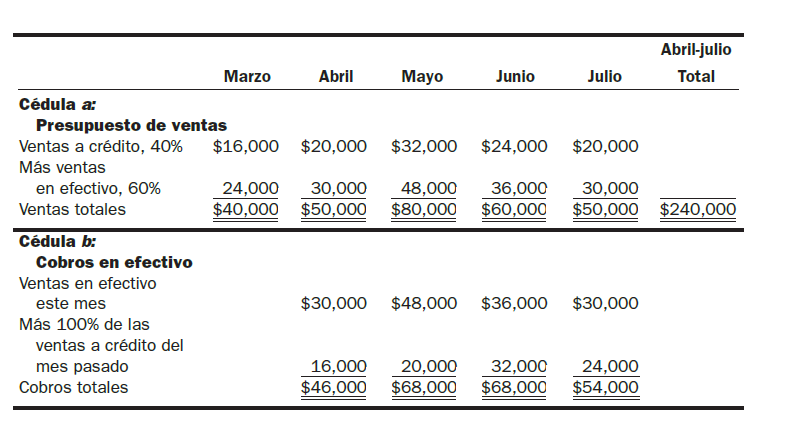 Abril-julio
Marzo Abril Mayo Junio Julio Total
Cédula a:
Presupuesto de ventas
Ventas a crédito, 40% $16,000 $20,000 $32,000 $24,000 $20,000
Más ventas
en efectivo, 60% 24,000 30,000 48,000 36,000 30,000
Ventas totales $40,000 $50,000 $80,000 $60,000 $50,000 $240,000
Cédula b:
Cobros en efectivo
Ventas en efectivo
este mes $30,000 $48,000 $36,000 $30,000
Más 100% de las
ventas a crédito del
mes pasado 16,000 20,000 32,000 24,000
Cobros totales $46,000 $68,000 $68,000 $54,000